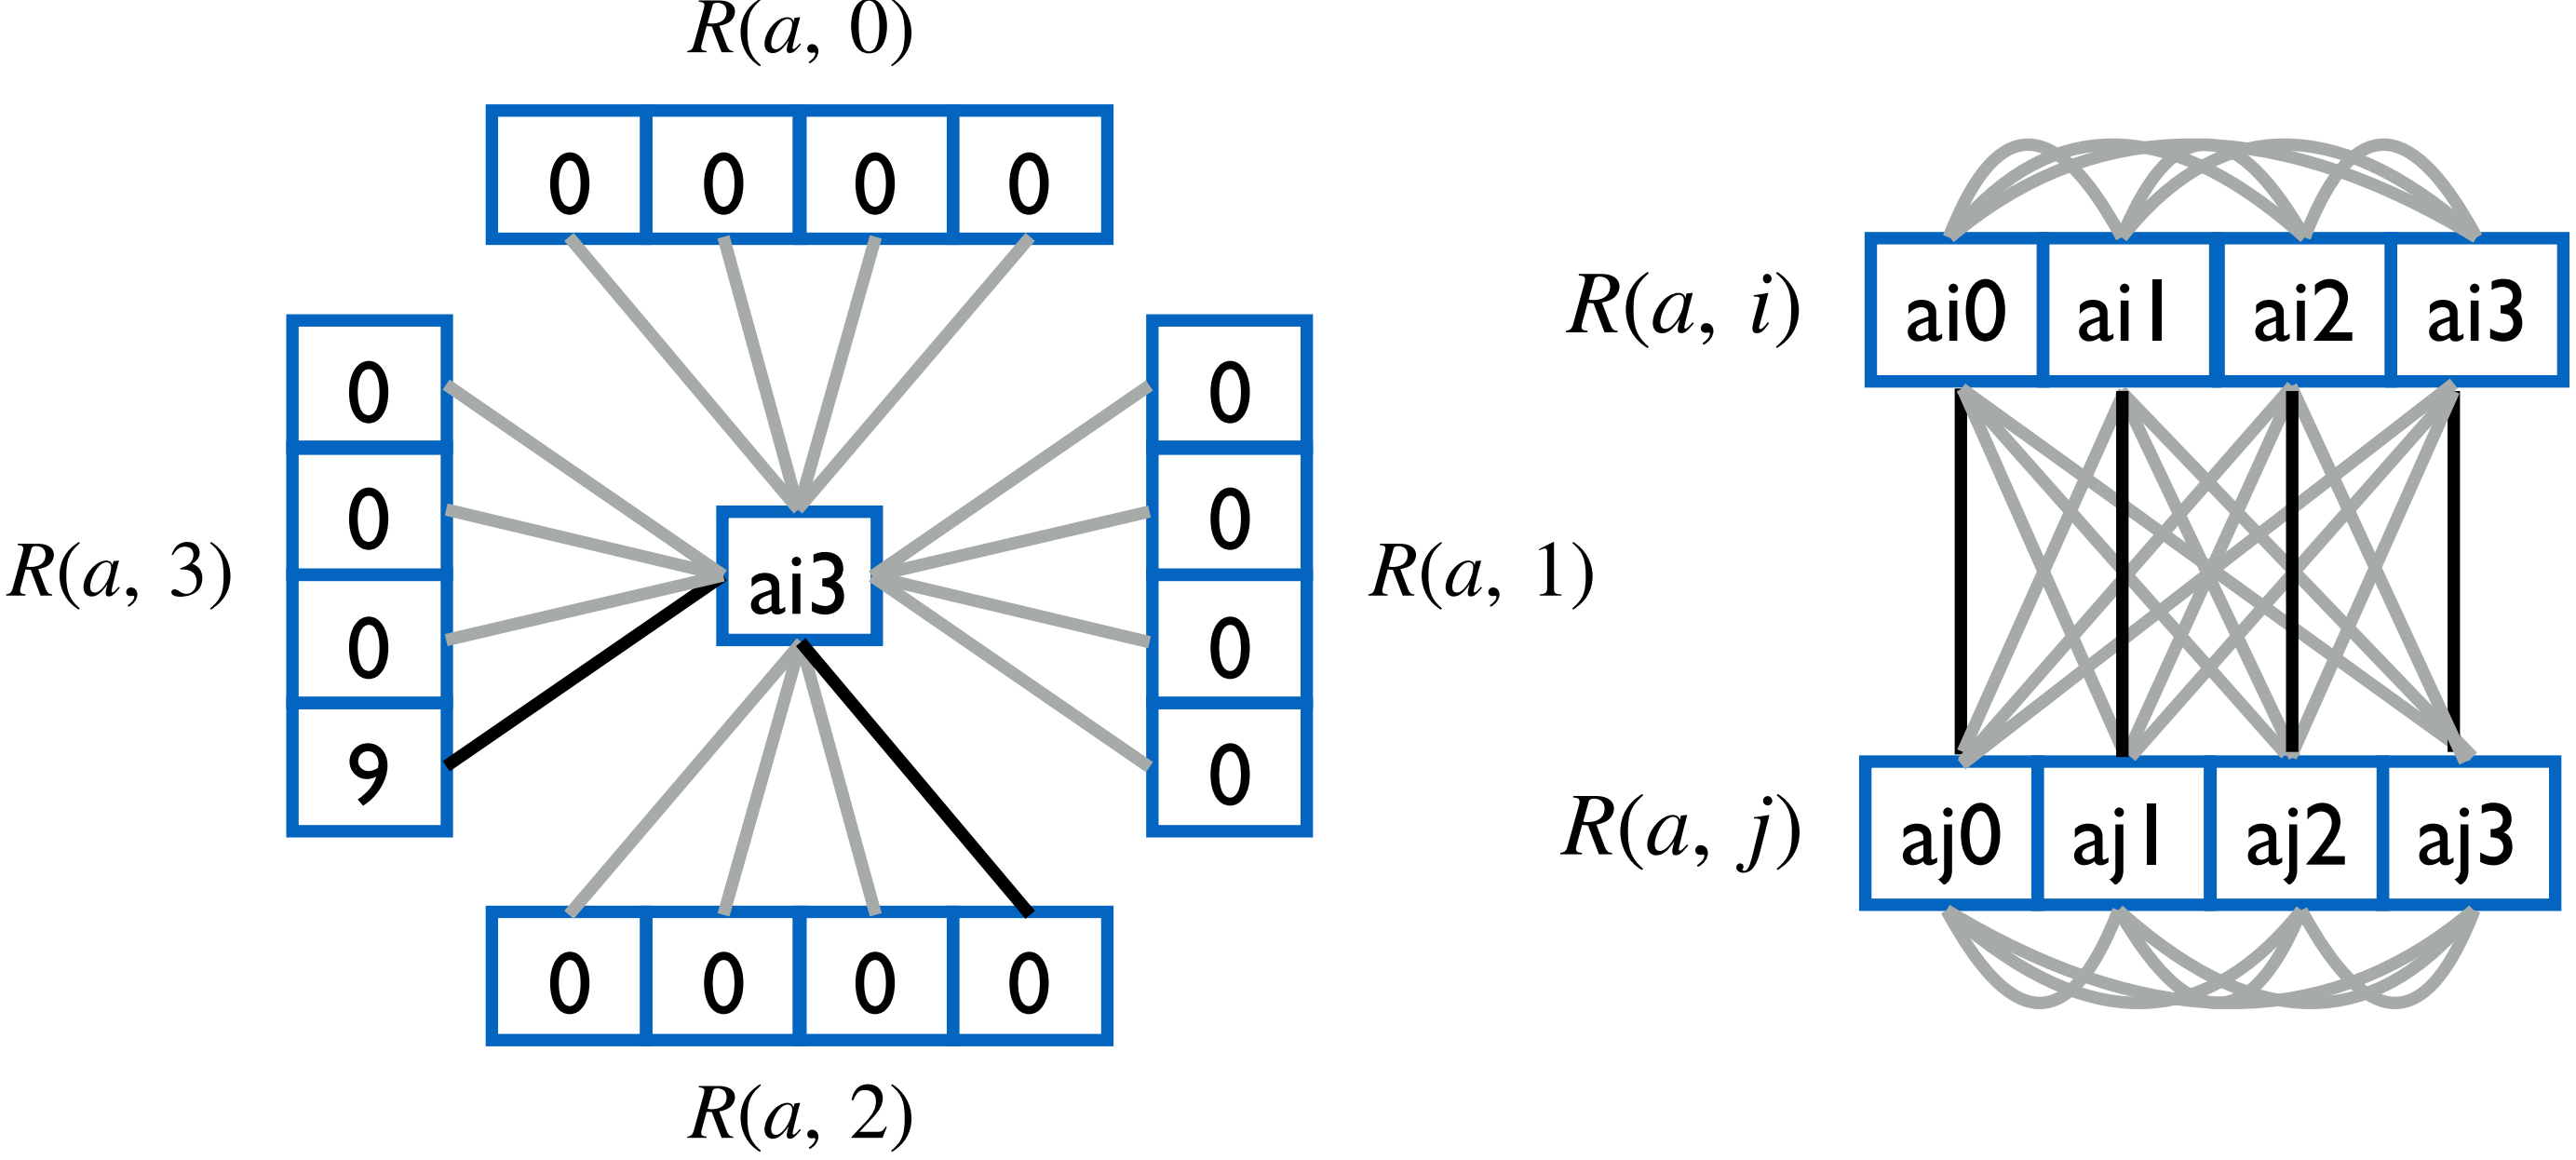 R(a, 0)
0 0 0 0
R(a, 3)
0
0
0
9
ai3
0
0
0
0
R(a, 1)
0 0 0 0
R(a, 2)
R(a, i)
ai0 ai1 ai2 ai3
R(a, j)
aj0 aj1 aj2 aj3